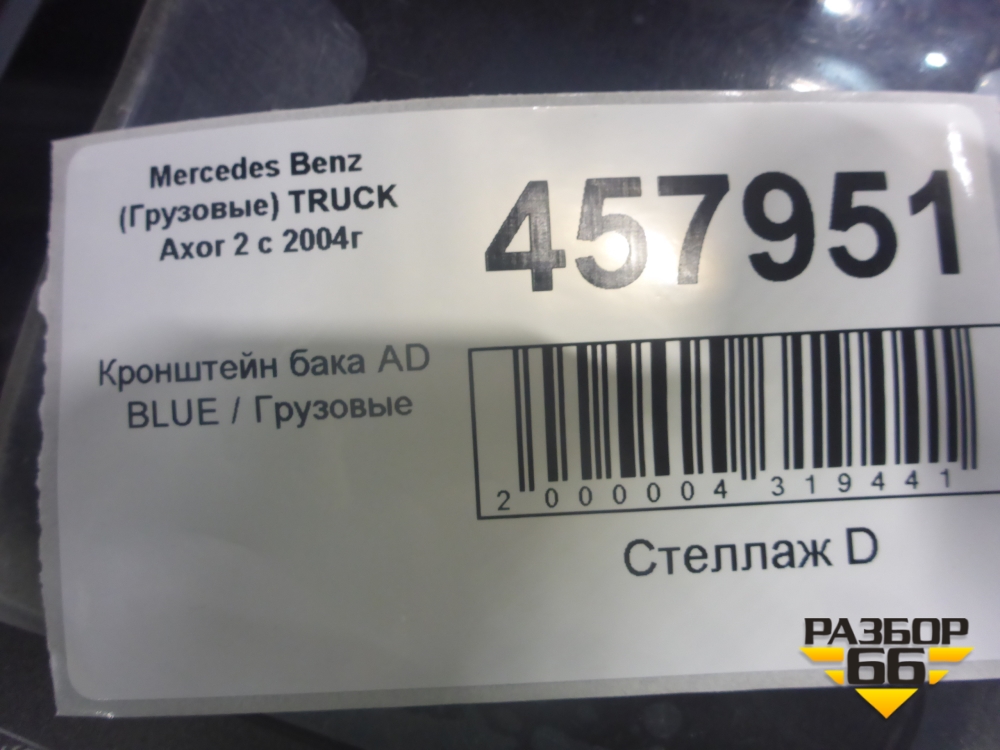 Mercedes Benz
(Грузовые) TRUCK
Axor 2 с 2004г
457951
Кронштейн бака AD
BLUE / Грузовые
2 000004 319441
Стеллаж D
РАЗБОР
66